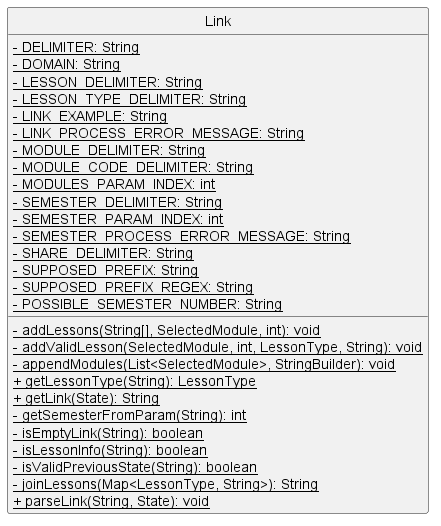 Link
- DELIMITER: String
- DOMAIN: String
- LESSON_DELIMITER: String
- LESSON_TYPE_DELIMITER: String
- LINK_EXAMPLE: String
- LINK_PROCESS_ERROR_MESSAGE: String
- MODULE_DELIMITER: String
- MODULE_CODE_DELIMITER: String
- MODULES_PARAM_INDEX: int
- SEMESTER_DELIMITER: String
- SEMESTER_PARAM_INDEX: int
- SEMESTER_PROCESS_ERROR_MESSAGE: String
- SHARE_DELIMITER: String
- SUPPOSED_PREFIX: String
- SUPPOSED_PREFIX_REGEX: String
- POSSIBLE_SEMESTER_NUMBER: String
- addLessons(String[], SelectedModule, int): void
- addValidLesson(SelectedModule, int, LessonType, String): void
- appendModules(List<SelectedModule>, StringBuilder): void
+ getLessonType(String): LessonType
+ getLink(State): String
- getSemesterFromParam(String): int
- isEmptyLink(String): boolean
- isLessonInfo(String): boolean
- isValidPreviousState(String): boolean
- joinLessons(Map<LessonType, String>): String
+ parseLink(String, State): void